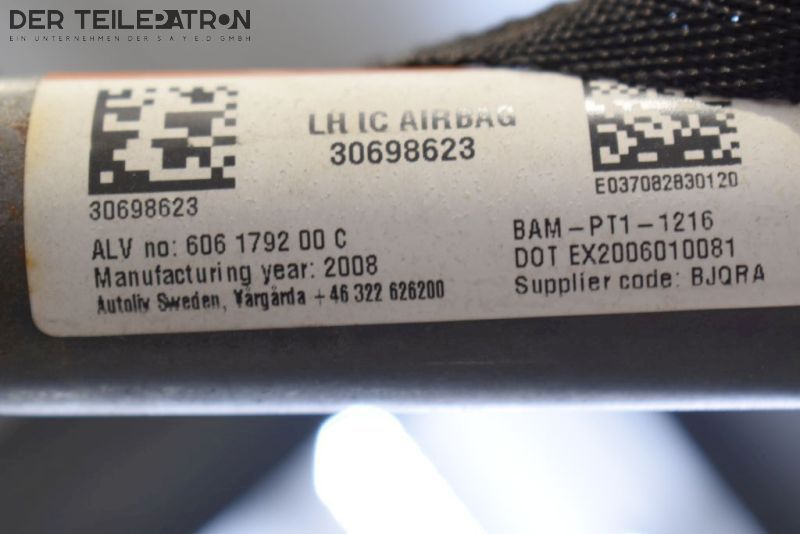 DER TEILEPATRON
EIN UNTERNEHMEN DER S A Y E D GMBH
LH IC AIRBAG
30698623
30698623
E037082830120
ALV no: 606 1792 00 C
Manufacturing year: 2008
Autoliv Sweden, Vårgårda +46 322 626200
BAM-PT1-1216
DOT EX2006010081
Supplier code: BJQRA